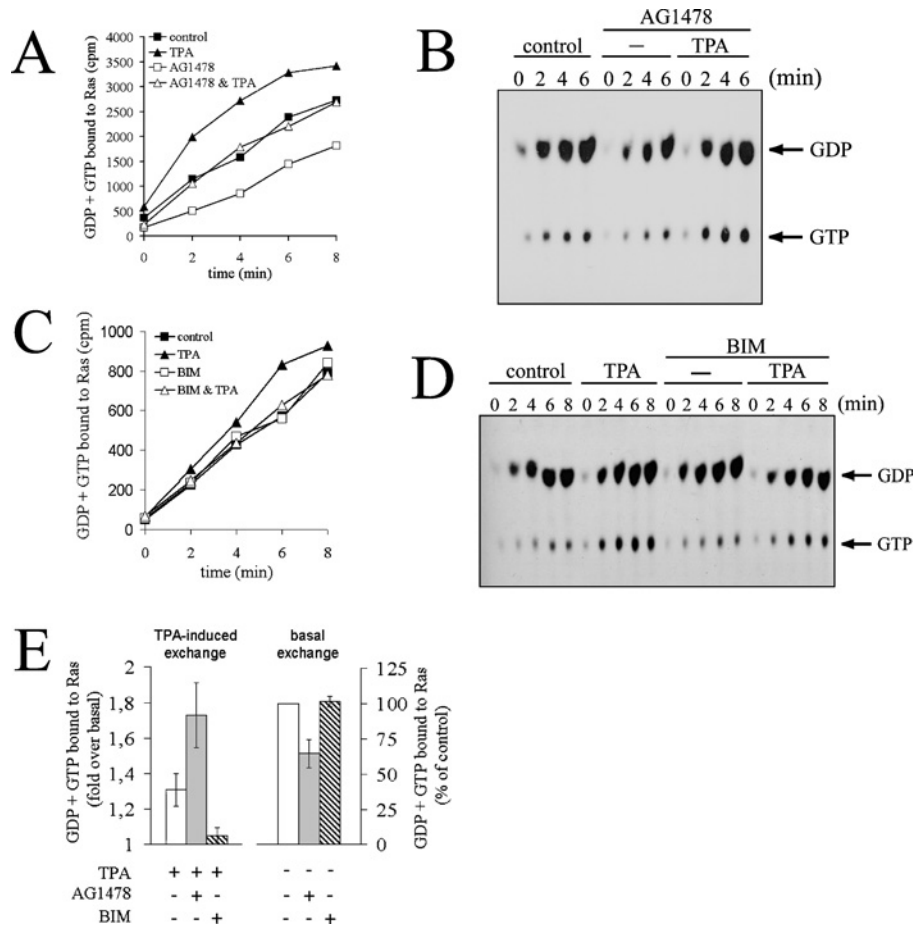 A
GDP + GTP bound to Ras (cpm)
4000
3500
3000
2500
2000
1500
1000
500
0
control
TPA
AG1478
AG1478 & TPA
0 2 4 6 8
time (min)
B
AG1478
control — TPA
0 2 4 6 0 2 4 6 0 2 4 6 (min)
GDP
GTP
C
GDP + GTP bound to Ras (cpm)
1000
800
600
400
200
0
control
TPA
BIM
BIM & TPA
0 2 4 6 8
time (min)
D
BIM
control TPA — TPA
0 2 4 6 8 0 2 4 6 8 0 2 4 6 8 0 2 4 6 8 (min)
GDP
GTP
E
TPA-induced
exchange
basal
exchange
GDP + GTP bound to Ras
(fold over basal)
2
1,8
1,6
1,4
1,2
1
125
100
75
50
25
0
GDP + GTP bound to Ras
(% of control)
TPA + + + - - -
AG1478 - + - - + -
BIM - - + - - +